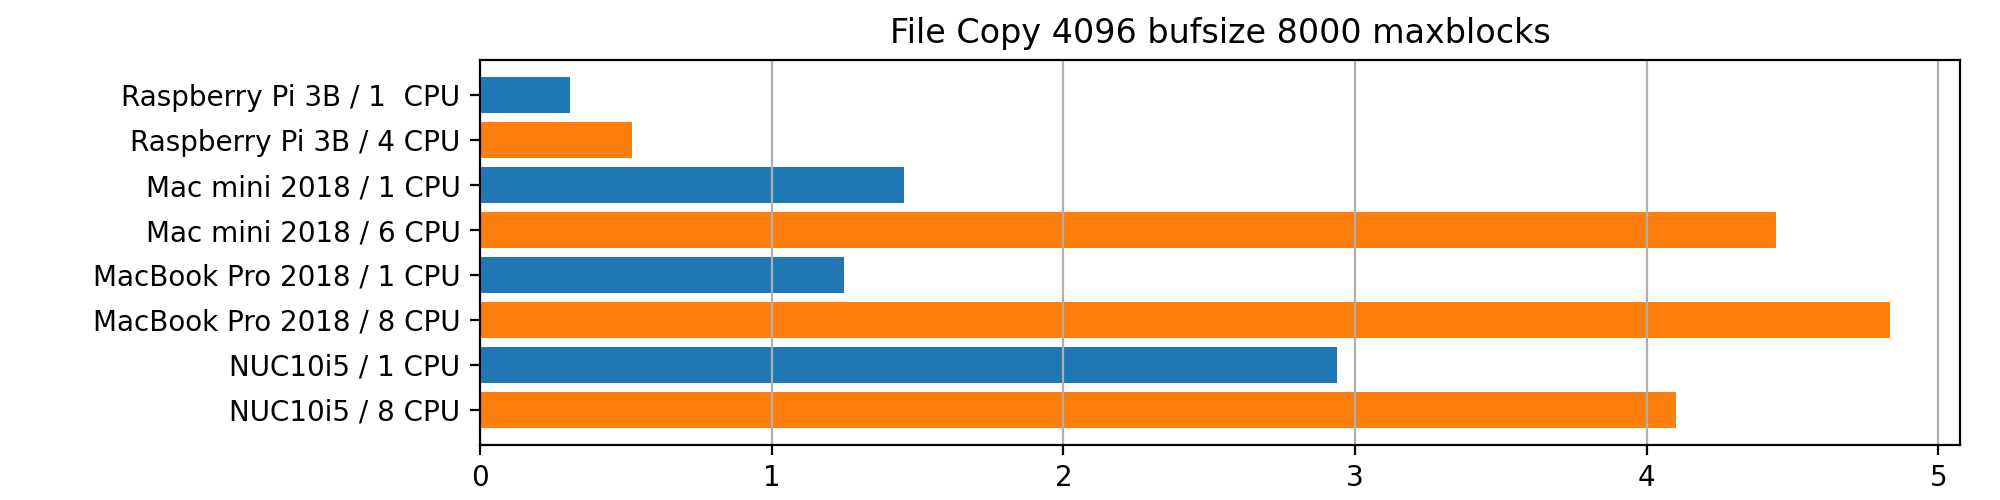 File Copy 4096 bufsize 8000 maxblocks
Raspberry Pi 3B / 1  CPU
Raspberry Pi 3B / 4 CPU
Mac mini 2018 / 1 CPU
Mac mini 2018 / 6 CPU
MacBook Pro 2018 / 1 CPU
MacBook Pro 2018 / 8 CPU
NUC10i5 / 1 CPU
NUC10i5 / 8 CPU
0 1 2 3 4 5